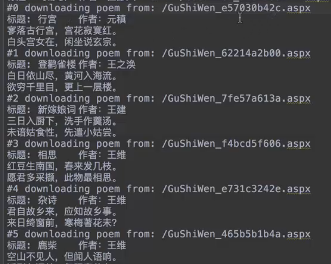 #0 downloading poem from: /GuShiWen_e57030b42c.aspx
标题: 行宫 作者: 元稹
寥落古行宫，宫花寂寞红。
白头宫女在，闲坐说玄宗。
#1 downloading poem from: /GuShiWen_62214a2b00.aspx
标题: 登鹳雀楼 作者: 王之涣
白日依山尽，黄河入海流。
欲穷千里目，更上一层楼。
#2 downloading poem from: /GuShiWen_7fe57a613a.aspx
标题: 新嫁娘词 作者: 王建
三日入厨下，洗手作羹汤。
未谙姑食性，先遣小姑尝。
#3 downloading poem from: /GuShiWen_f4bcd5f606.aspx
标题: 相思 作者: 王维
红豆生南国，春来发几枝。
愿君多采撷，此物最相思。
#4 downloading poem from: /GuShiWen_e731c3242e.aspx
标题: 杂诗 作者: 王维
君自故乡来，应知故乡事。
来日绮窗前，寒梅著花未？
#5 downloading poem from: /GuShiWen_465b5b1b4a.aspx
标题: 鹿柴 作者: 王维
空山不见人，但闻人语响。